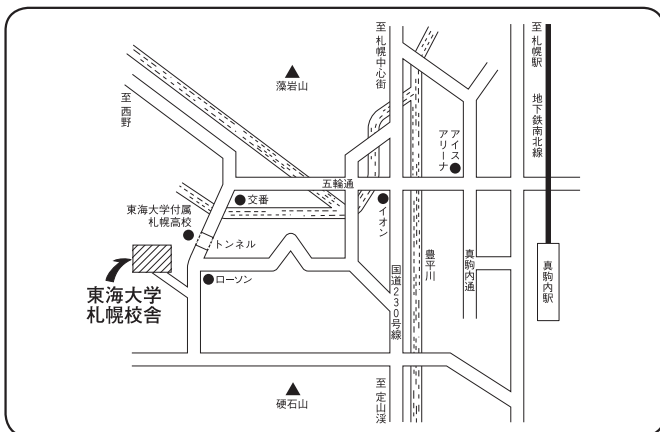 至札幌中心街
至札幌駅
藻岩山
至西野
地下鉄南北線
アイス
アリーナ
五輪通
交番
イオン
東海大学付属
札幌高校
トンネル
ローソン
東海大学
札幌校舎
国道230号線
豊平川
真駒内通
真駒内駅
硬石山
至定山渓